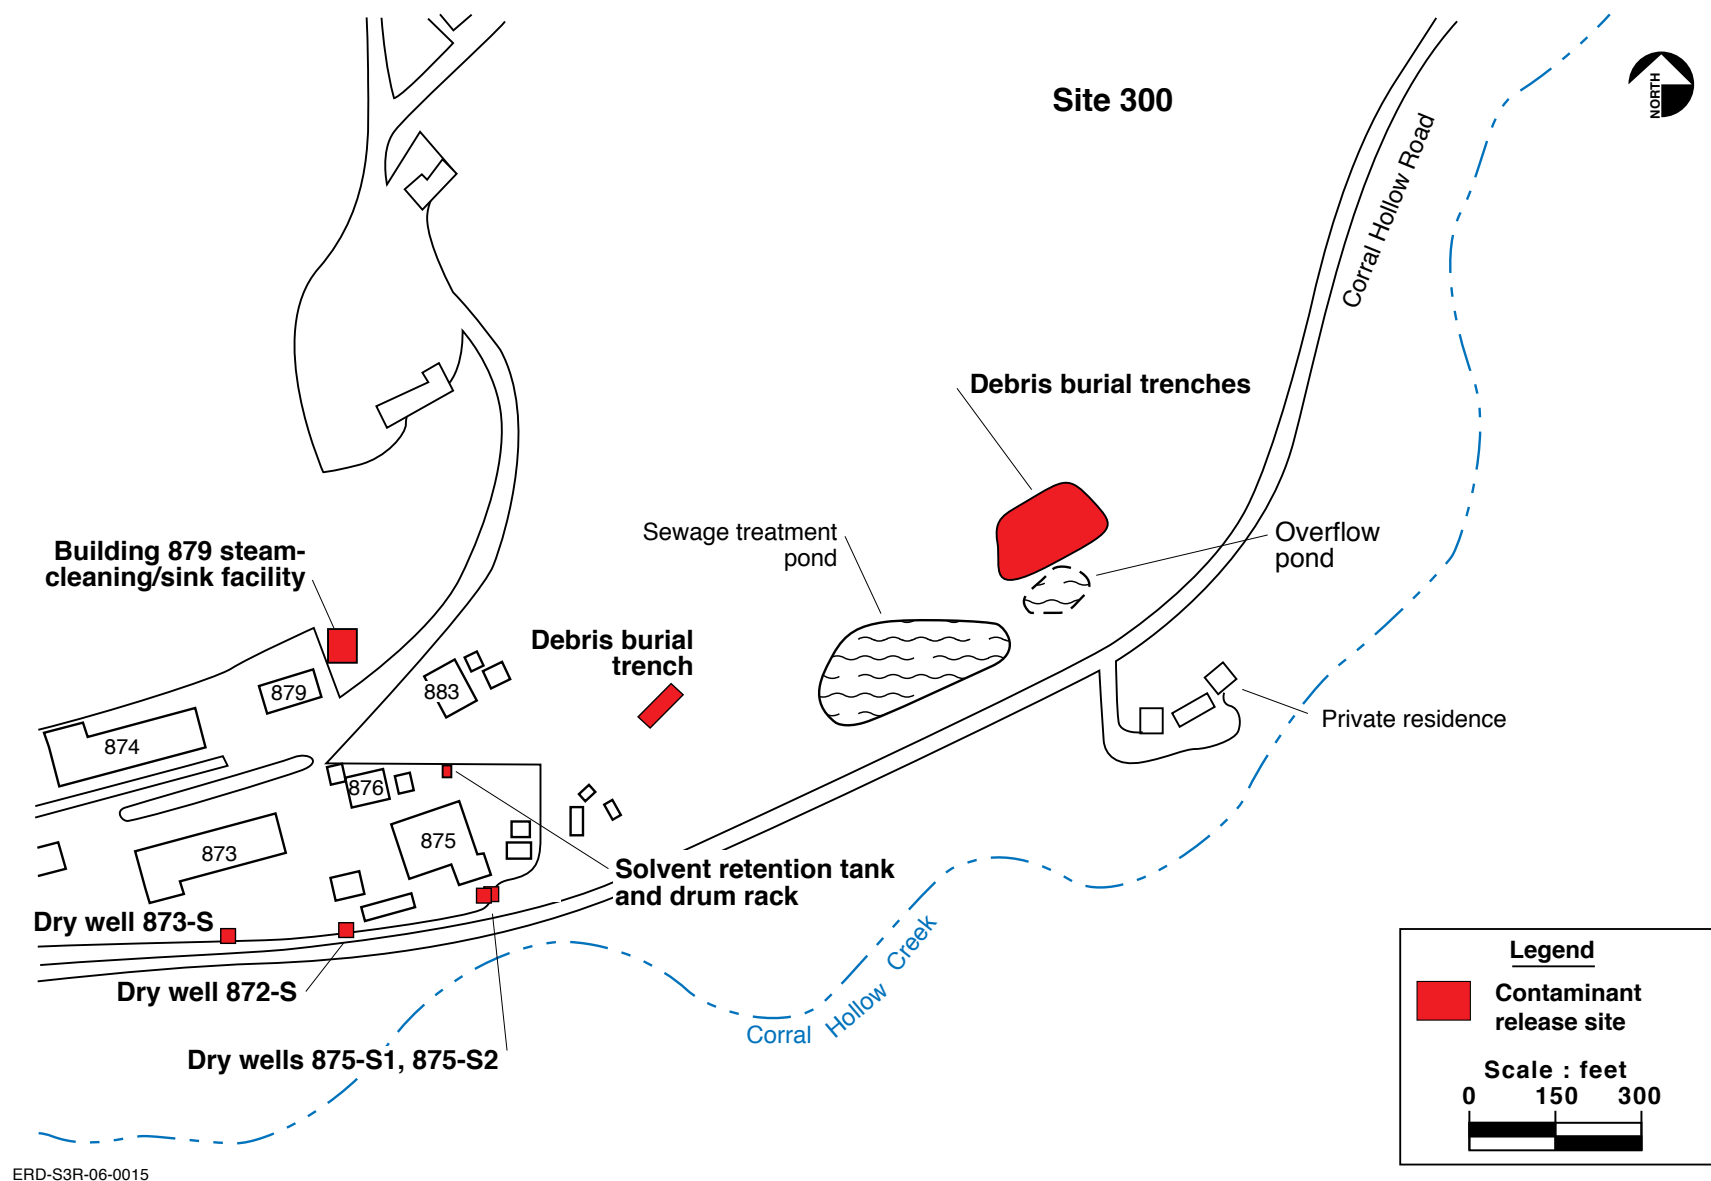 Site 300
NORTH
Corral Hollow Road
Debris burial trenches
Sewage treatment
pond
Overflow
pond
Building 879 steam-
cleaning/sink facility
Debris burial
trench
879
883
874
Private residence
876
875
873
Solvent retention tank
and drum rack
Dry well 873-S
Dry well 872-S
Dry wells 875-S1, 875-S2
Corral Hollow Creek
Legend
Contaminant
release site
Scale : feet
0 150 300
ERD-S3R-06-0015